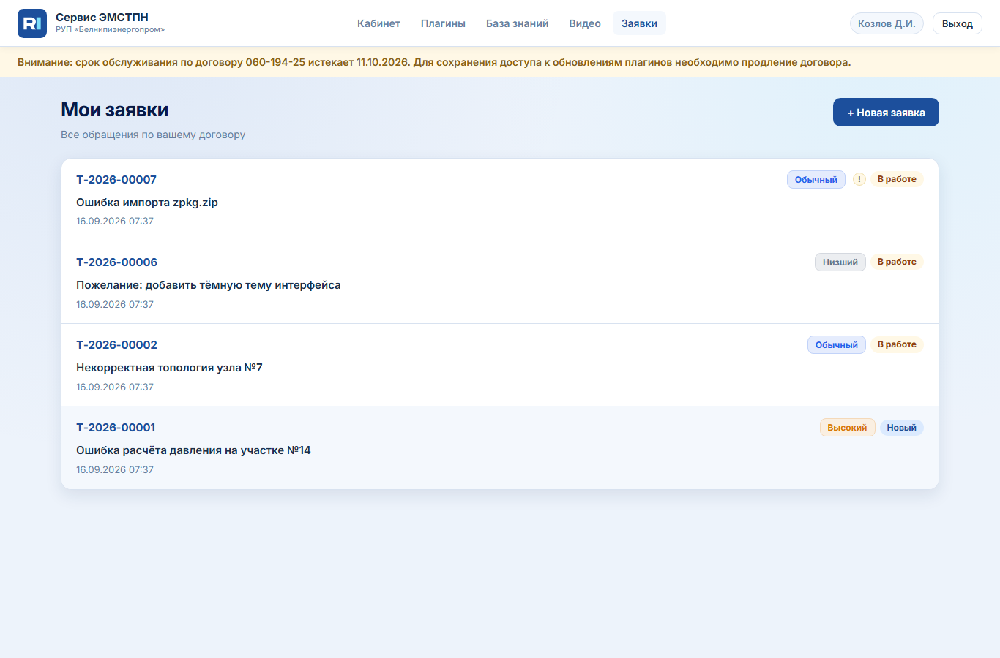 RI
Сервис ЭМСТПН
РУП «Белнипиэнергопром»
Кабинет
Плагины
База знаний
Видео
Заявки
Козлов Д.И.
Выход
Внимание: срок обслуживания по договору 060-194-25 истекает 11.10.2026. Для сохранения доступа к обновлениям плагинов необходимо продление договора.
Мои заявки
+ Новая заявка
Все обращения по вашему договору
Т-2026-00007
Обычный
!
В работе
Ошибка импорта zpkg.zip
16.09.2026 07:37
Т-2026-00006
Низший
В работе
Пожелание: добавить тёмную тему интерфейса
16.09.2026 07:37
Т-2026-00002
Обычный
В работе
Некорректная топология узла №7
16.09.2026 07:37
Т-2026-00001
Высокий
Новый
Ошибка расчёта давления на участке №14
16.09.2026 07:37